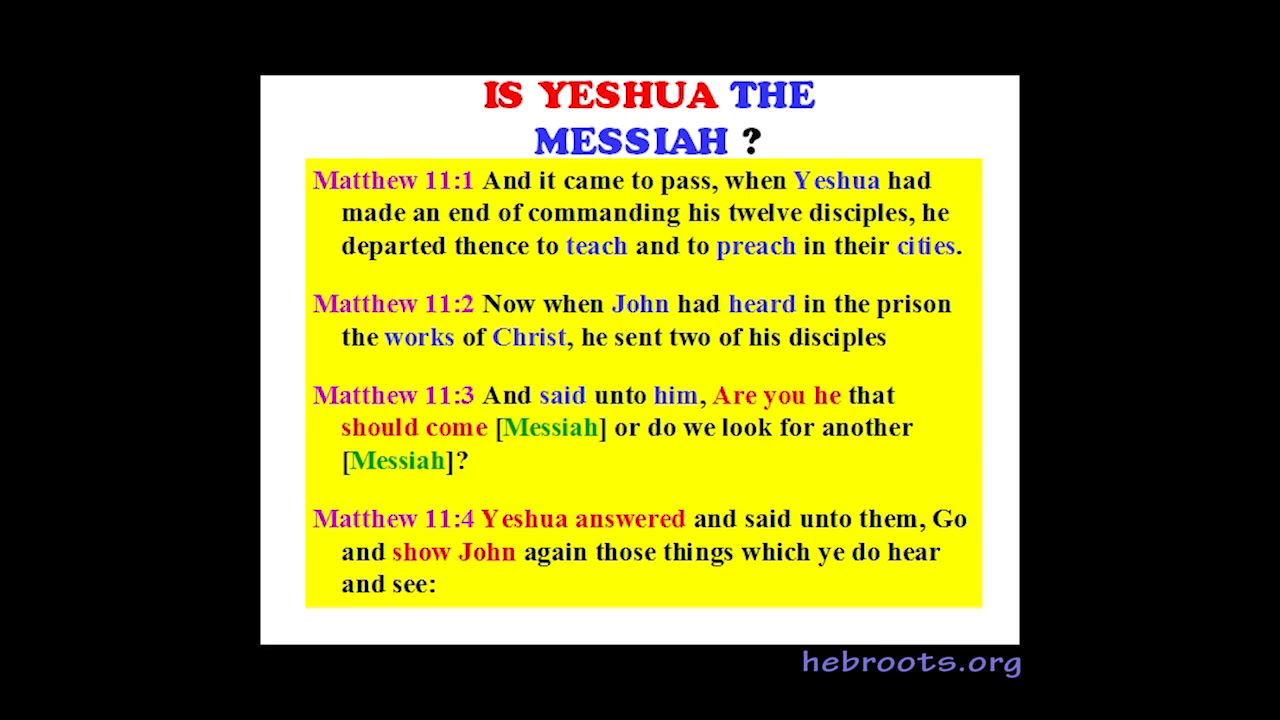 IS YESHUA THE
MESSIAH ?
Matthew 11:1 And it came to pass, when Yeshua had
made an end of commanding his twelve disciples, he
departed thence to teach and to preach in their cities.
Matthew 11:2 Now when John had heard in the prison
the works of Christ, he sent two of his disciples
Matthew 11:3 And said unto him, Are you he that
should come [Messiah] or do we look for another
[Messiah]?
Matthew 11:4 Yeshua answered and said unto them, Go
and show John again those things which ye do hear
and see:
hebroots.org